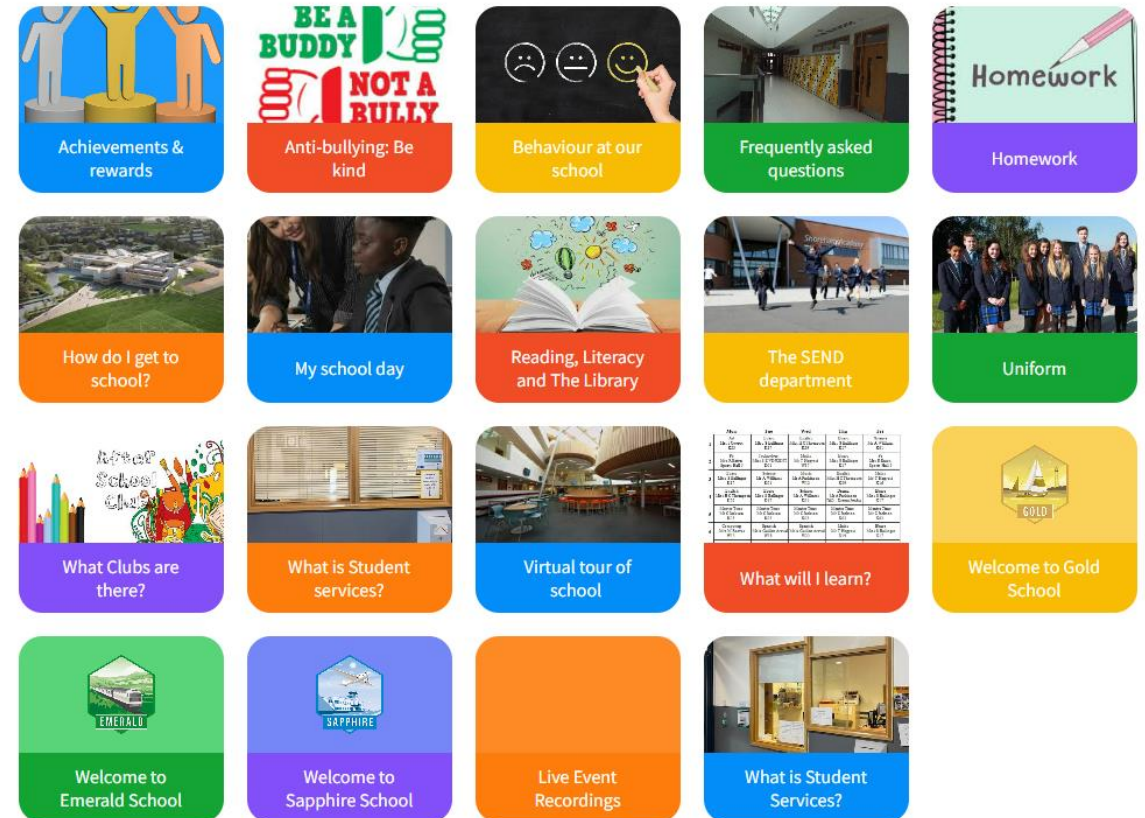 BE A
BUDDY
NOT A
BULLY
Homework
Achievements &
rewards
Anti-bullying: Be
kind
Behaviour at our
school
Frequently asked
questions
Homework
How do I get to
school?
My school day
Reading, Literacy
and The Library
The SEND
department
Uniform
After
School
Club
GOLD
What Clubs are
there?
What is Student
services?
Virtual tour of
school
What will I learn?
Welcome to Gold
School
EMERALD
SAPPHIRE
Welcome to
Emerald School
Welcome to
Sapphire School
Live Event
Recordings
What is Student
Services?